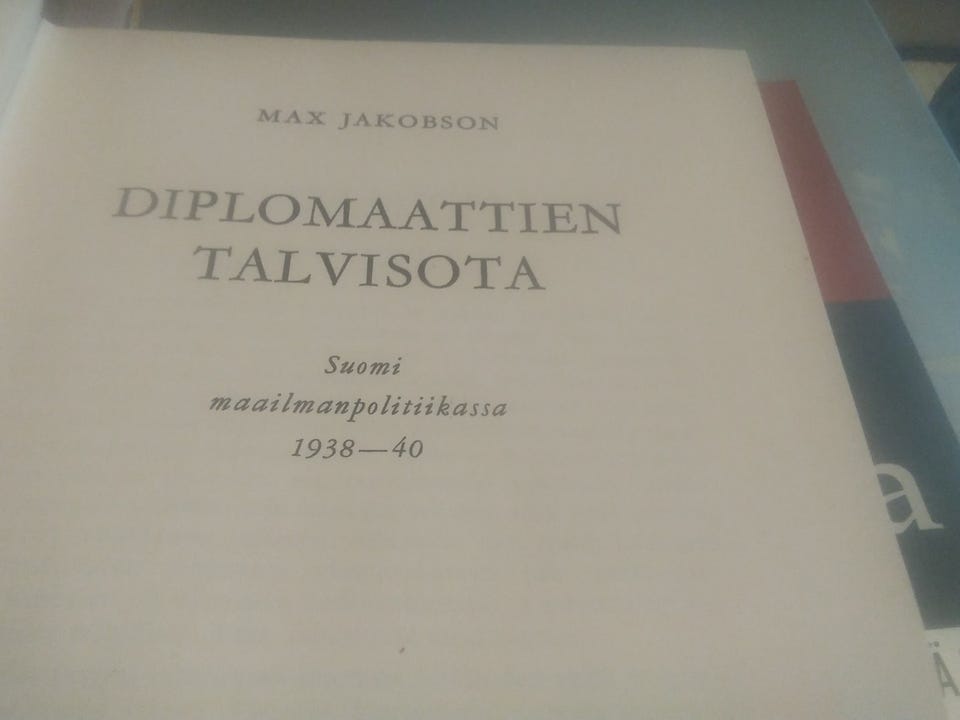 MAX JAKOBSON
DIPLOMAATTIEN
TALVISOTA
Suomi
maailmanpolitiikassa
1938—40
a
Ä